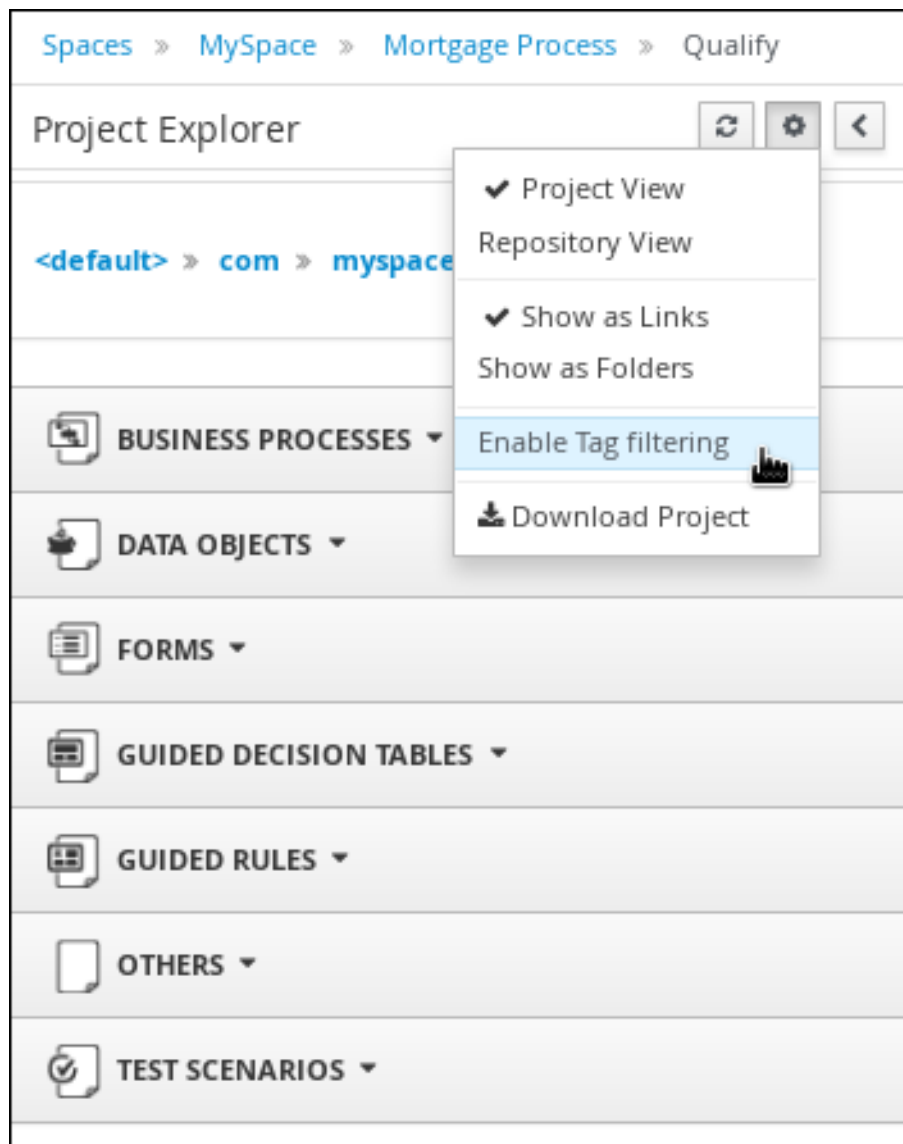 Spaces » MySpace » Mortgage Process » Qualify
Project Explorer
Project View
Repository View
<default> » com » myspace
Show as Links
Show as Folders
BUSINESS PROCESSES
Enable Tag filtering
Download Project
DATA OBJECTS
FORMS
GUIDED DECISION TABLES
GUIDED RULES
OTHERS
TEST SCENARIOS